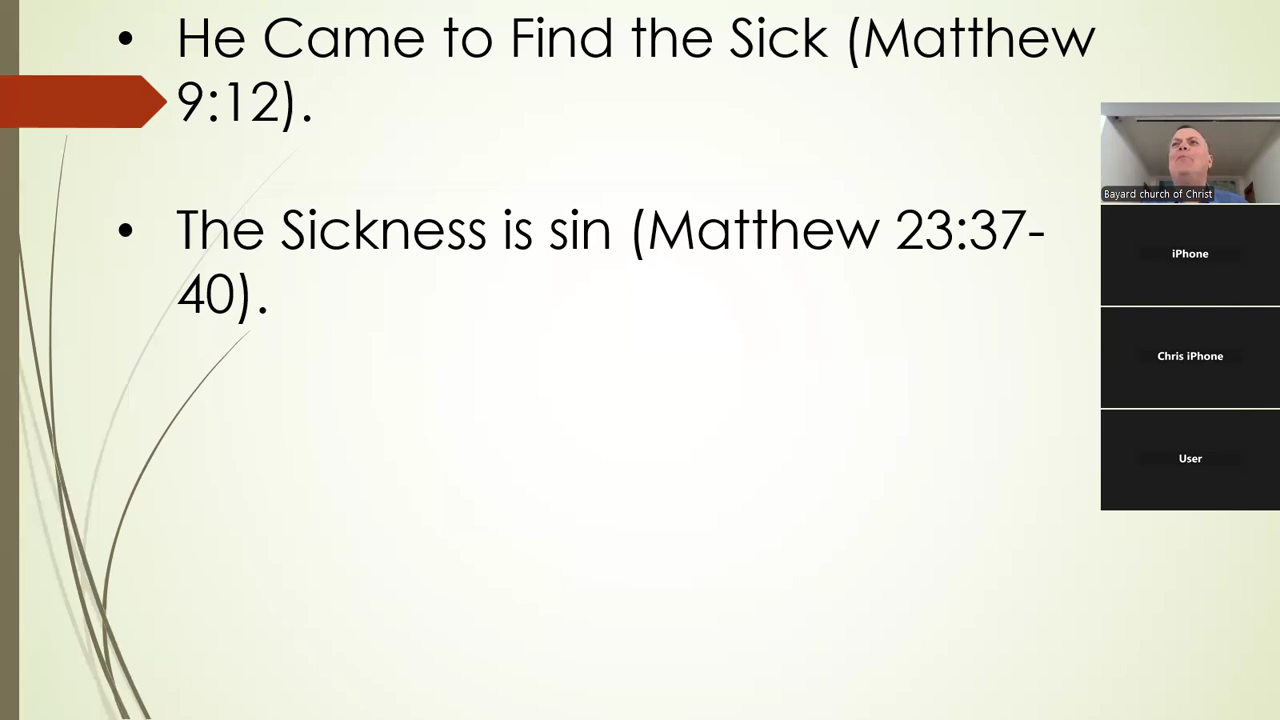 • He Came to Find the Sick (Matthew
9:12).
• The Sickness is sin (Matthew 23:37-
40).
Bayard church of Christ
iPhone
Chris iPhone
User